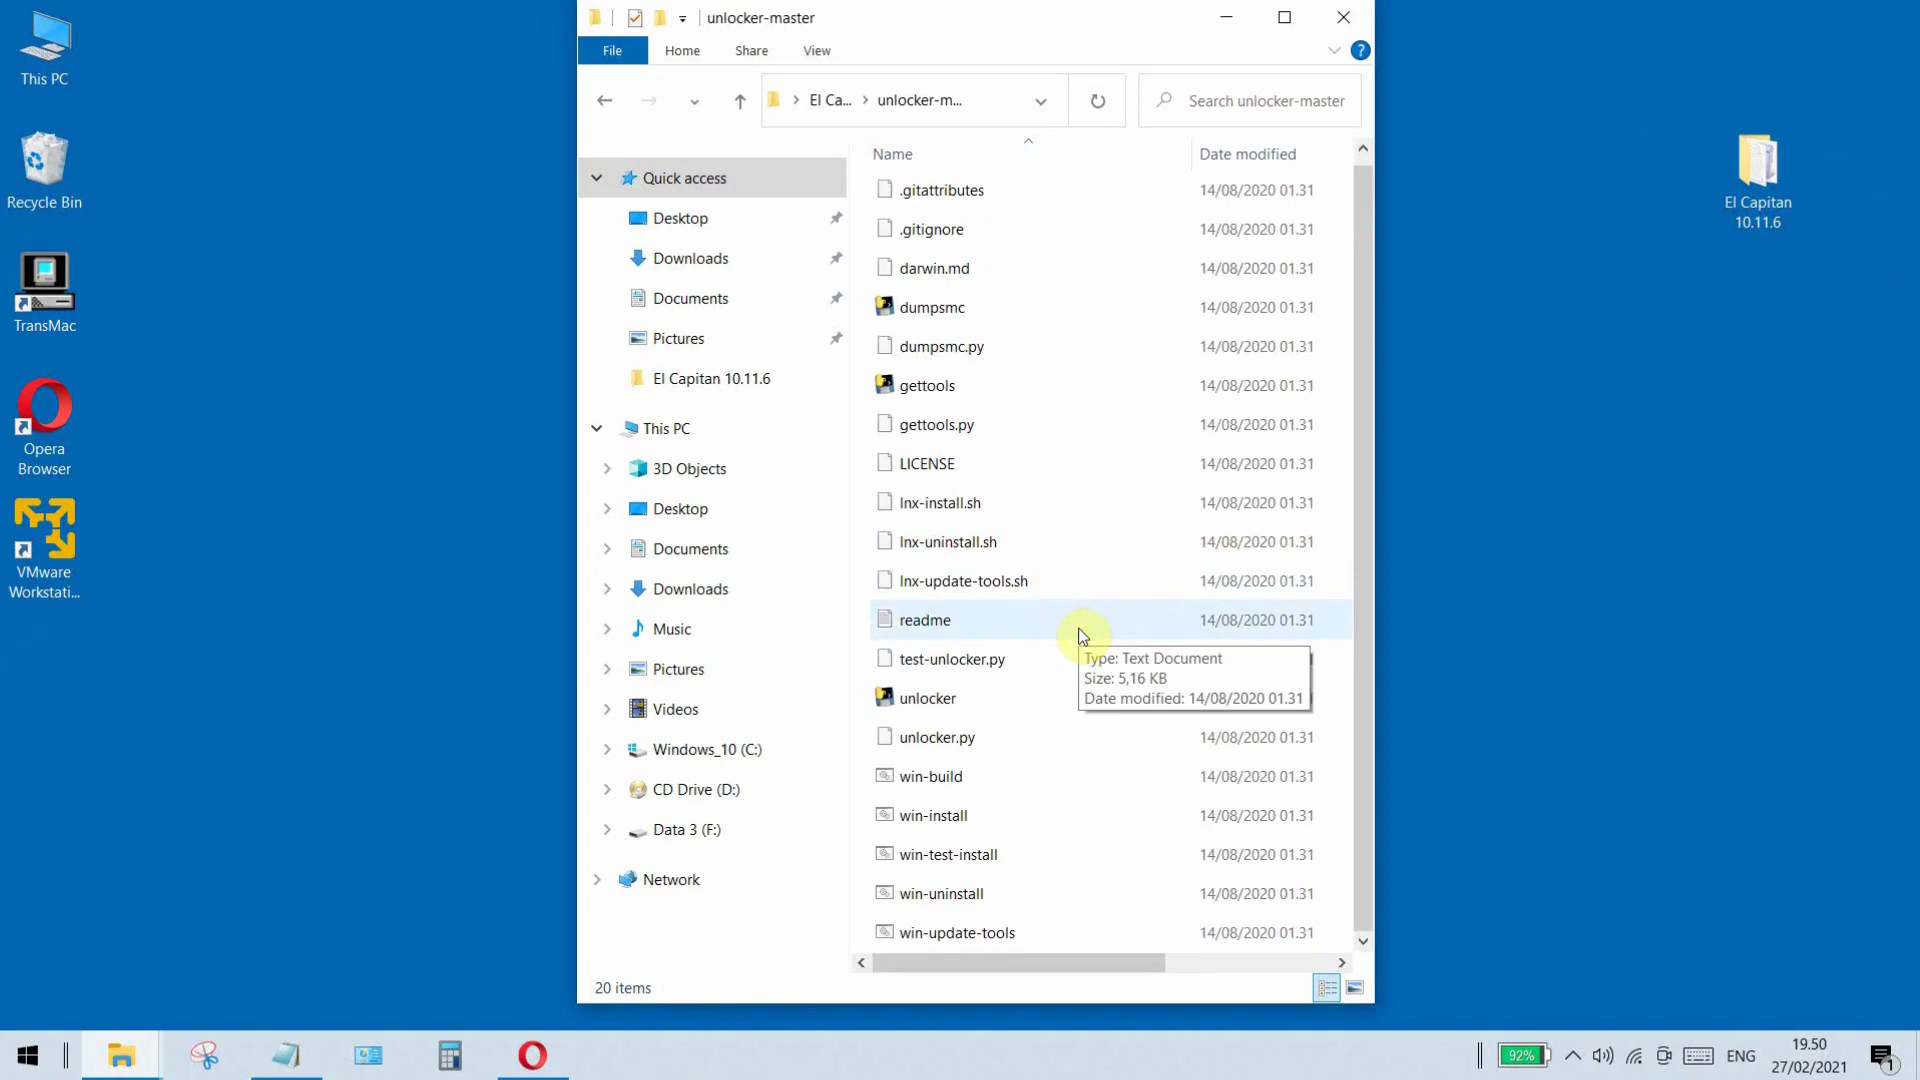 This PC
Recycle Bin
TransMac
Opera
Browser
VMware
Workstati...
unlocker-master
File
Home
Share
View
El Ca...
unlocker-m...
Search unlocker-master
Quick access
Desktop
Downloads
Documents
Pictures
El Capitan 10.11.6
This PC
3D Objects
Desktop
Documents
Downloads
Music
Pictures
Videos
Windows_10 (C:)
CD Drive (D:)
Data 3 (F:)
Network
Name
Date modified
.gitattributes
14/08/2020 01.31
.gitignore
14/08/2020 01.31
darwin.md
14/08/2020 01.31
dumpsmc
14/08/2020 01.31
dumpsmc.py
14/08/2020 01.31
gettools
14/08/2020 01.31
gettools.py
14/08/2020 01.31
LICENSE
14/08/2020 01.31
lnx-install.sh
14/08/2020 01.31
lnx-uninstall.sh
14/08/2020 01.31
lnx-update-tools.sh
14/08/2020 01.31
readme
14/08/2020 01.31
test-unlocker.py
Type: Text Document
Size: 5,16 KB
Date modified: 14/08/2020 01.31
unlocker
unlocker.py
14/08/2020 01.31
win-build
14/08/2020 01.31
win-install
14/08/2020 01.31
win-test-install
14/08/2020 01.31
win-uninstall
14/08/2020 01.31
win-update-tools
14/08/2020 01.31
20 items
El Capitan
10.11.6
92%
ENG
19.50
27/02/2021
1